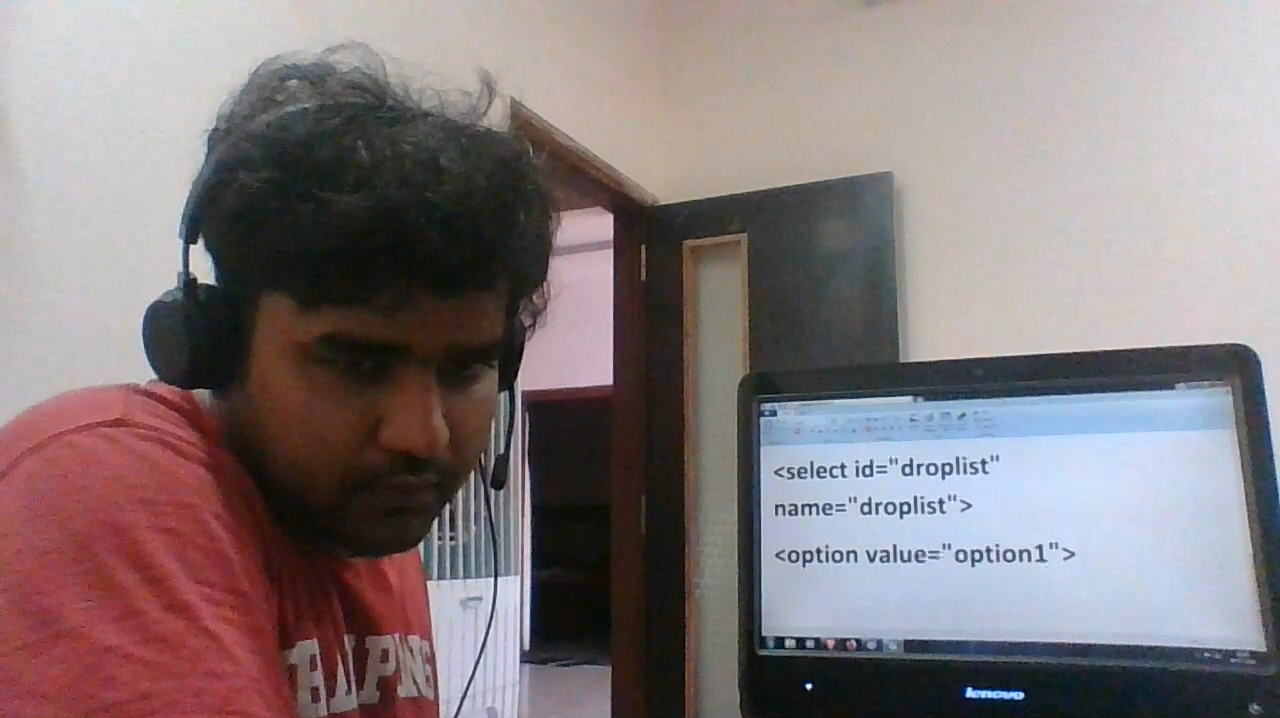 <select id="droplist"
name="droplist">
<option value="option1">
lenovo